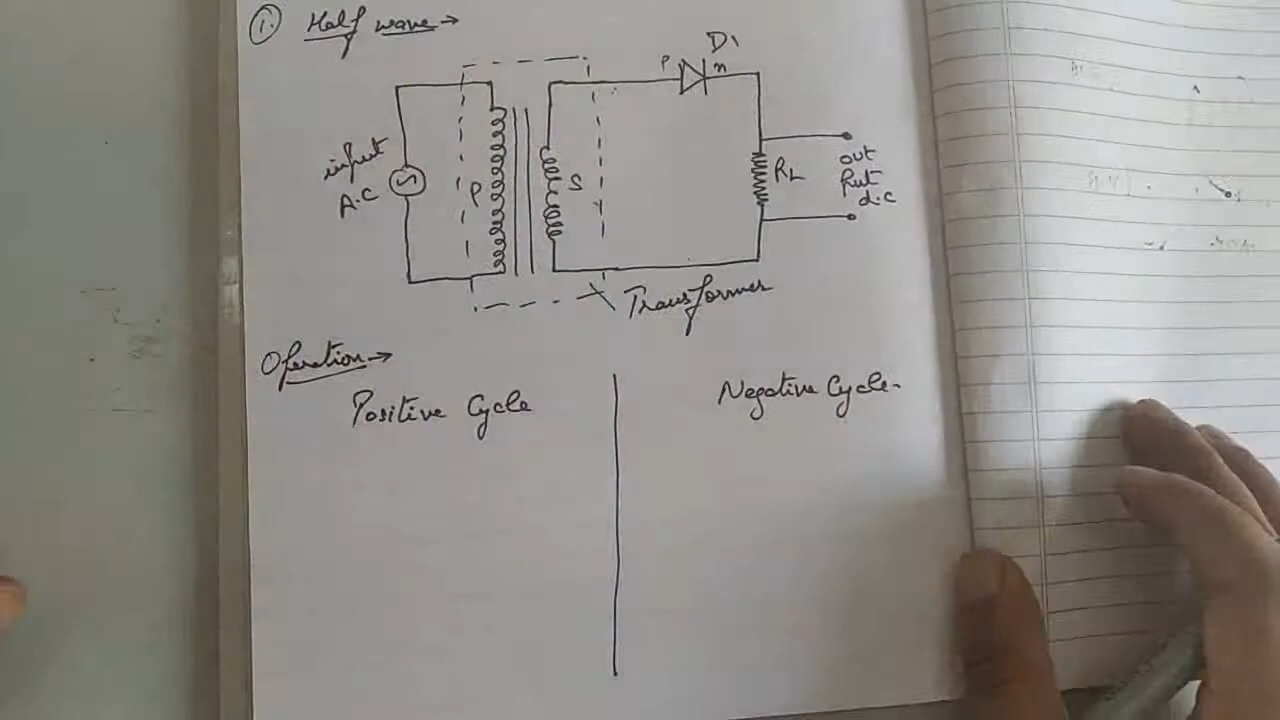 1. Half wave→
D1
P
n
input
A.C
P
S
RL
out
Put
d.c
Transformer
Operation→
Positive Cycle
Negative Cycle-